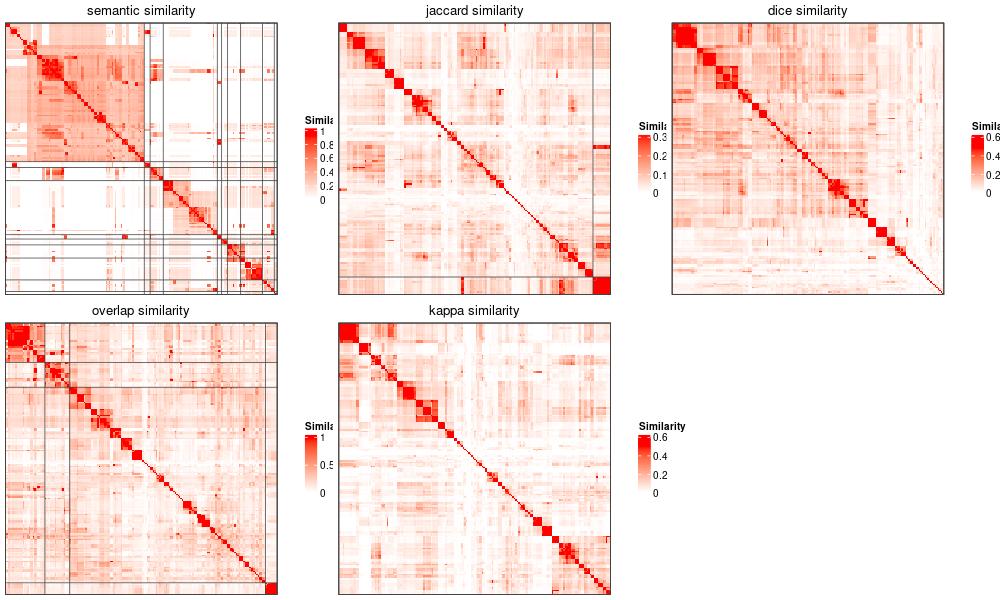 semantic similarity
jaccard similarity
dice similarity
Simila
1
0.8
0.6
0.4
0.2
0
Simila
0.3
0.2
0.1
0
Simila
0.6
0.4
0.2
0
overlap similarity
kappa similarity
Simila
1
0.5
0
Similarity
0.6
0.4
0.2
0